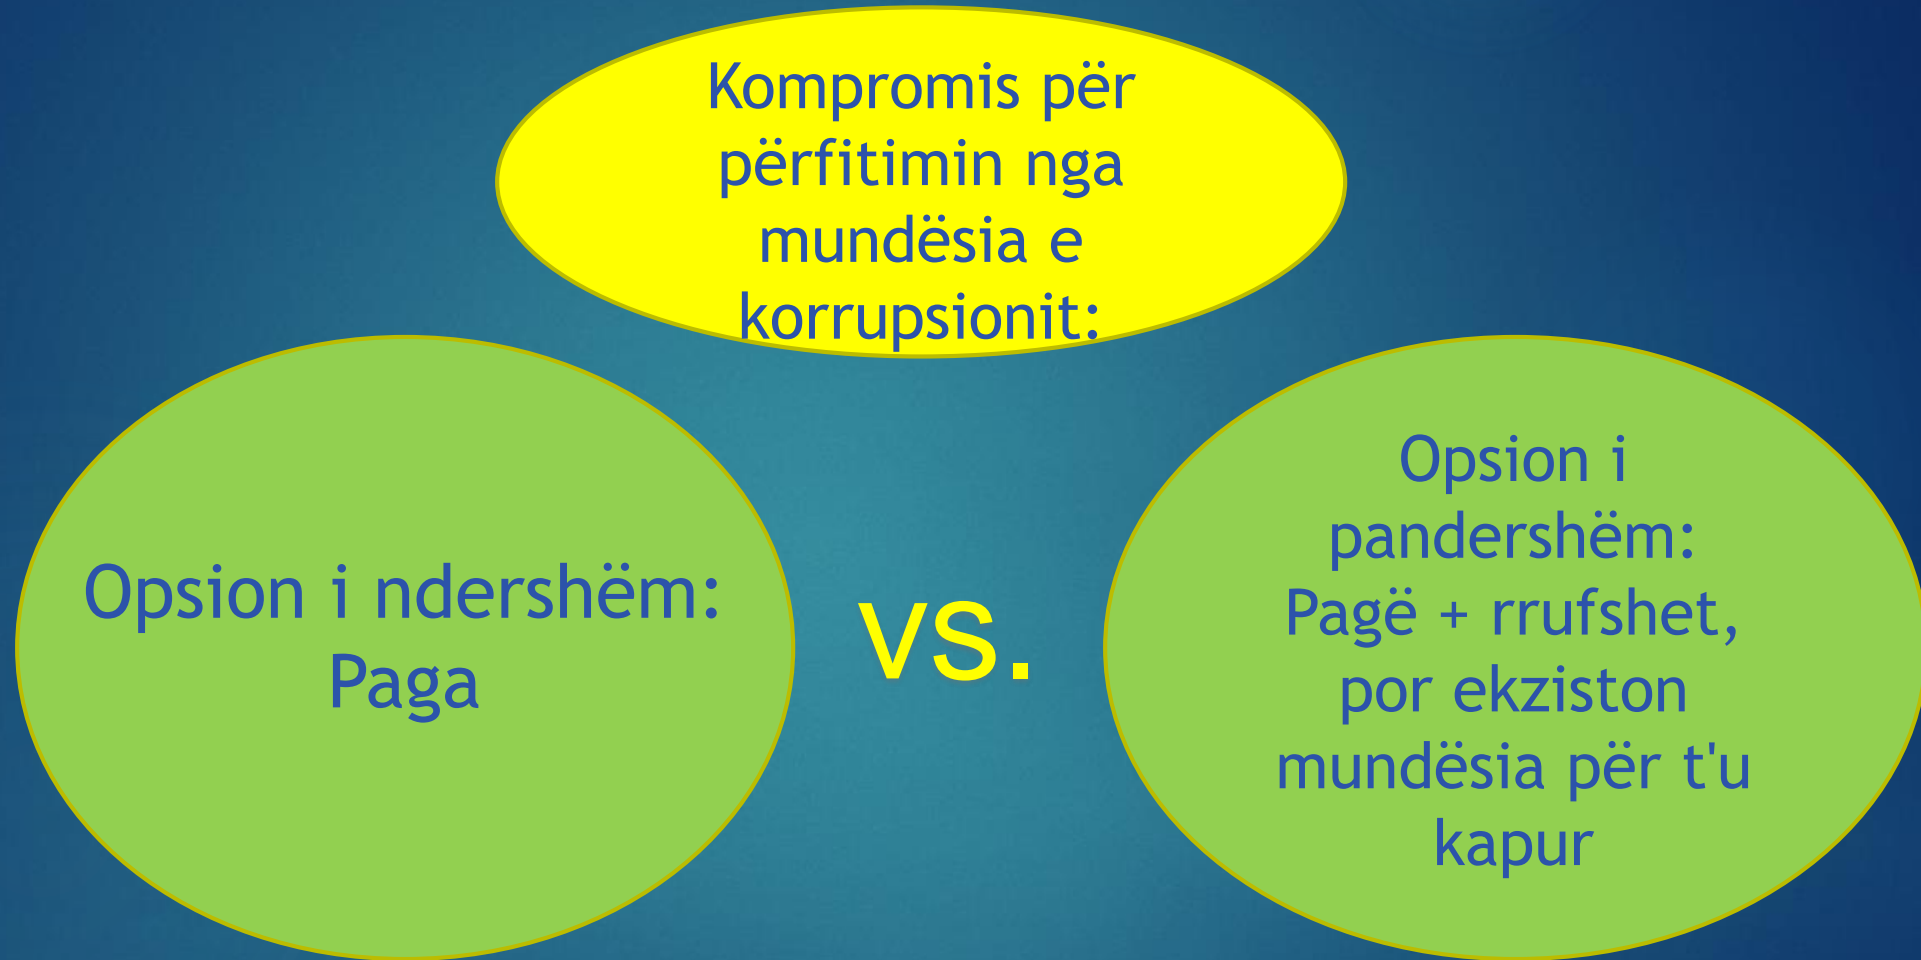 Kompromis për
përfitimin nga
mundësia e
korrupsionit:
Opsion i ndershëm:
Paga
vs.
Opsion i
pandershëm:
Pagë + rrufshet,
por ekziston
mundësia për t'u
kapur